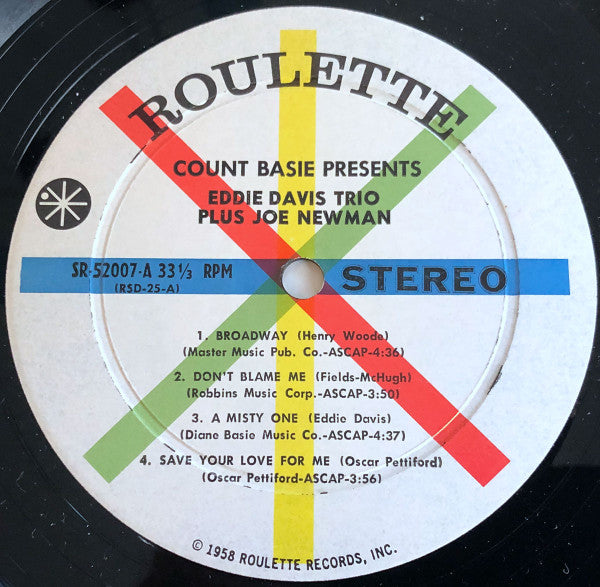 ROULETTE
COUNT BASIE PRESENTS
EDDIE DAVIS TRIO
PLUS JOE NEWMAN
SR-52007-A 33⅓ RPM
(RSD-25-A)
STEREO
1. BROADWAY (Henry Woode)
(Master Music Pub. Co.-ASCAP-4:36)
2. DON'T BLAME ME (Fields-McHugh)
(Robbins Music Corp.-ASCAP-3:50)
3. A MISTY ONE (Eddie Davis)
(Diane Basie Music Co.-ASCAP-4:37)
4. SAVE YOUR LOVE FOR ME (Oscar Pettiford)
(Oscar Pettiford-ASCAP-3:56)
© 1958 ROULETTE RECORDS, INC.